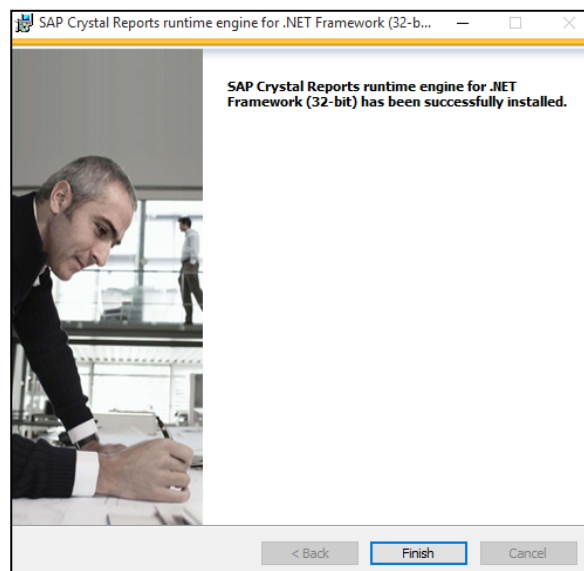 SAP Crystal Reports runtime engine for .NET Framework (32-b...
SAP Crystal Reports runtime engine for .NET
Framework (32-bit) has been successfully installed.
< Back
Finish
Cancel